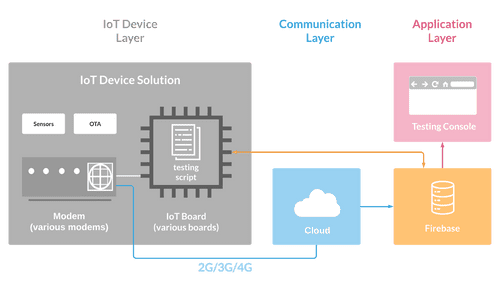 IoT Device
Layer
Communication
Layer
Application
Layer
IoT Device Solution
Sensors
OTA
testing
script
Modem
(various modems)
IoT Board
(various boards)
Testing Console
Cloud
Firebase
2G/3G/4G